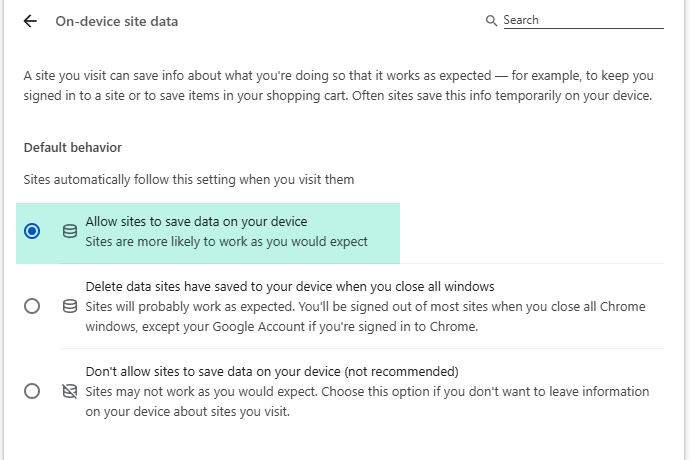 On-device site data
Search
A site you visit can save info about what you're doing so that it works as expected — for example, to keep you
signed in to a site or to save items in your shopping cart. Often sites save this info temporarily on your device.
Default behavior
Sites automatically follow this setting when you visit them
Allow sites to save data on your device
Sites are more likely to work as you would expect
Delete data sites have saved to your device when you close all windows
Sites will probably work as expected. You'll be signed out of most sites when you close all Chrome
windows, except your Google Account if you're signed in to Chrome.
Don't allow sites to save data on your device (not recommended)
Sites may not work as you would expect. Choose this option if you don't want to leave information
on your device about sites you visit.